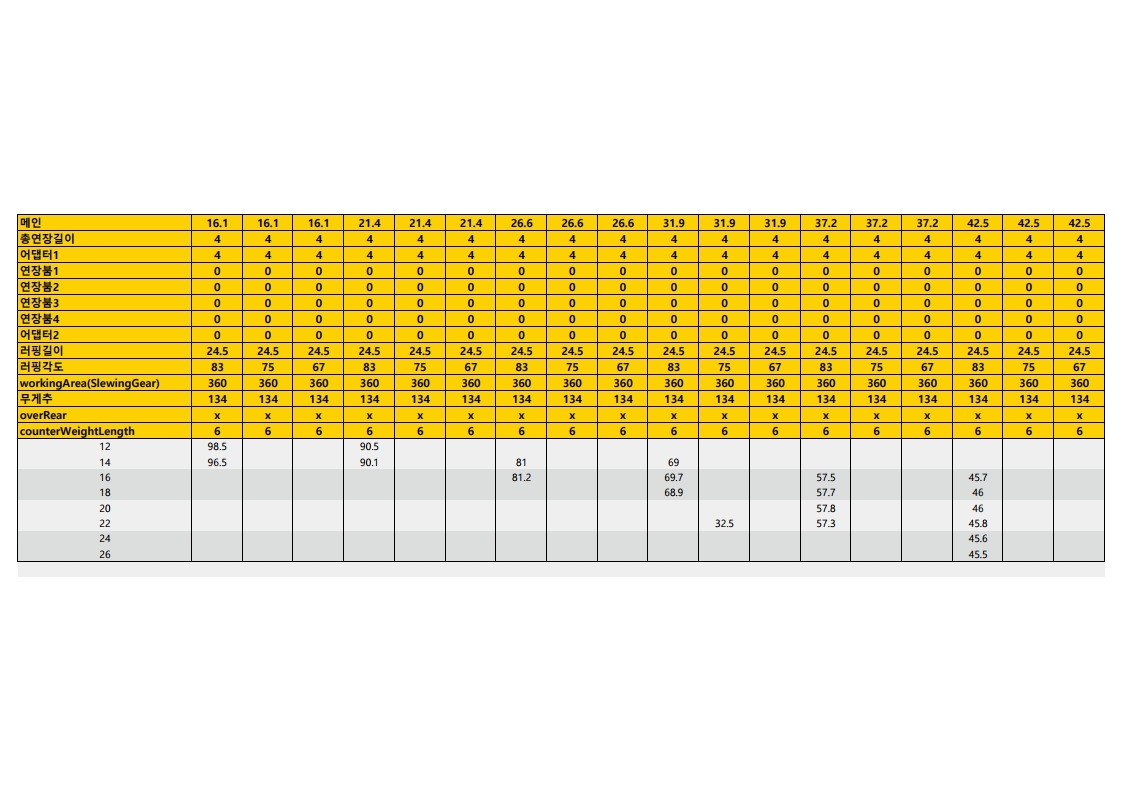 메인 16.1 16.1 16.1 21.4 21.4 21.4 26.6 26.6 26.6 31.9 31.9 31.9 37.2 37.2 37.2 42.5 42.5 42.5
총연장길이 4 4 4 4 4 4 4 4 4 4 4 4 4 4 4 4 4 4
어댑터1 4 4 4 4 4 4 4 4 4 4 4 4 4 4 4 4 4 4
연장붐1 0 0 0 0 0 0 0 0 0 0 0 0 0 0 0 0 0 0
연장붐2 0 0 0 0 0 0 0 0 0 0 0 0 0 0 0 0 0 0
연장붐3 0 0 0 0 0 0 0 0 0 0 0 0 0 0 0 0 0 0
연장붐4 0 0 0 0 0 0 0 0 0 0 0 0 0 0 0 0 0 0
어댑터2 0 0 0 0 0 0 0 0 0 0 0 0 0 0 0 0 0 0
러핑길이 24.5 24.5 24.5 24.5 24.5 24.5 24.5 24.5 24.5 24.5 24.5 24.5 24.5 24.5 24.5 24.5 24.5 24.5
러핑각도 83 75 67 83 75 67 83 75 67 83 75 67 83 75 67 83 75 67
workingArea(SlewingGear) 360 360 360 360 360 360 360 360 360 360 360 360 360 360 360 360 360 360
무게추 134 134 134 134 134 134 134 134 134 134 134 134 134 134 134 134 134 134
overRear x x x x x x x x x x x x x x x x x x
counterWeightLength 6 6 6 6 6 6 6 6 6 6 6 6 6 6 6 6 6 6
12 98.5 90.5
14 96.5 90.1 81 69
16 81.2 69.7 57.5 45.7
18 68.9 57.7 46
20 57.8 46
22 32.5 57.3 45.8
24 45.6
26 45.5